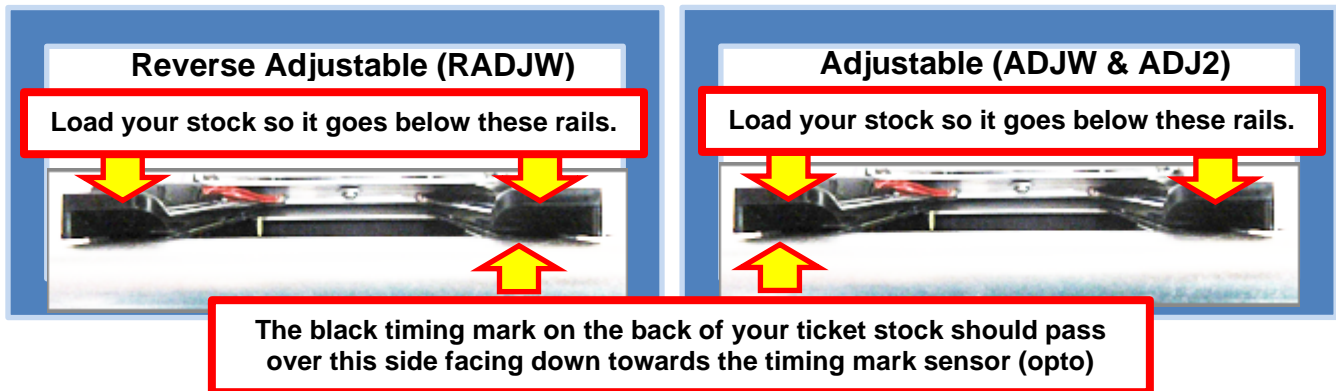 Reverse Adjustable (RADJW)
Load your stock so it goes below these rails.
Adjustable (ADJW & ADJ2)
Load your stock so it goes below these rails.
The black timing mark on the back of your ticket stock should pass
over this side facing down towards the timing mark sensor (opto)